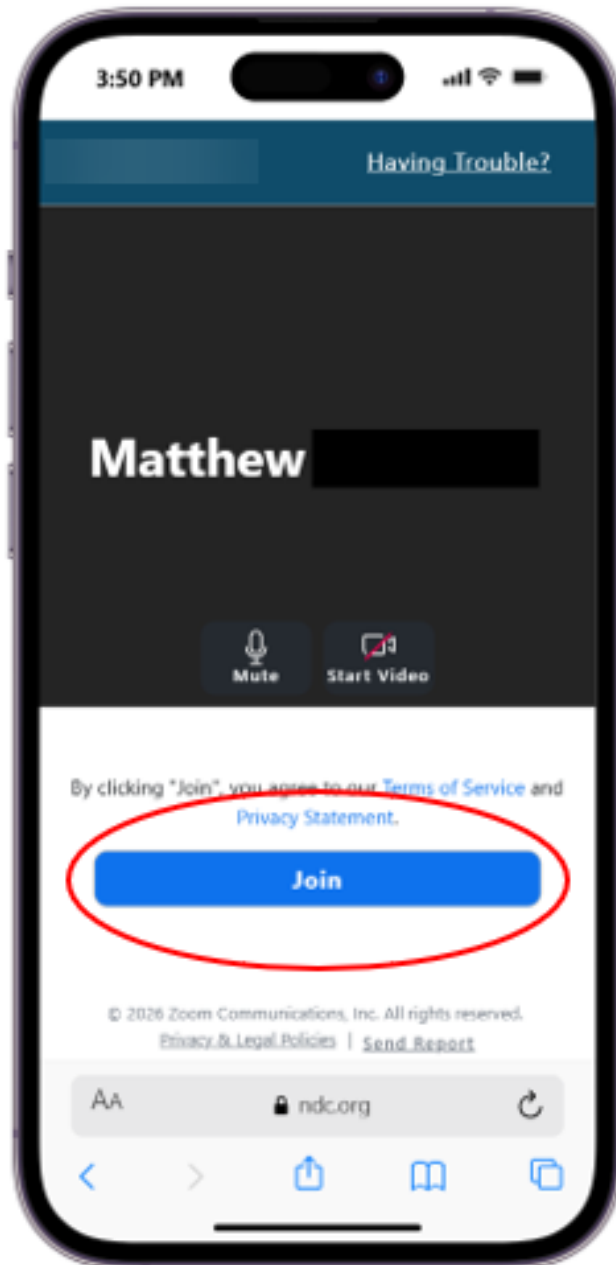 3:50 PM
Having Trouble?
Matthew
Mute
Start Video
By clicking "Join", you agree to our Terms of Service and
Privacy Statement.
Join
© 2026 Zoom Communications, Inc. All rights reserved.
Privacy & Legal Policies | Send Report
AA
ndc.org